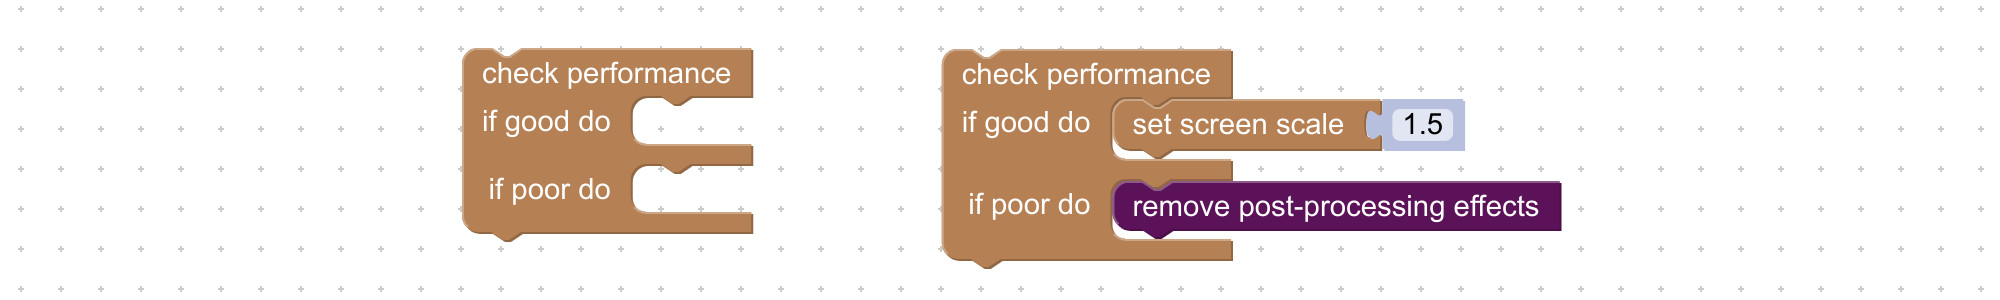 check performance
if good do
if poor do
check performance
if good do set screen scale 1.5
if poor do remove post-processing effects